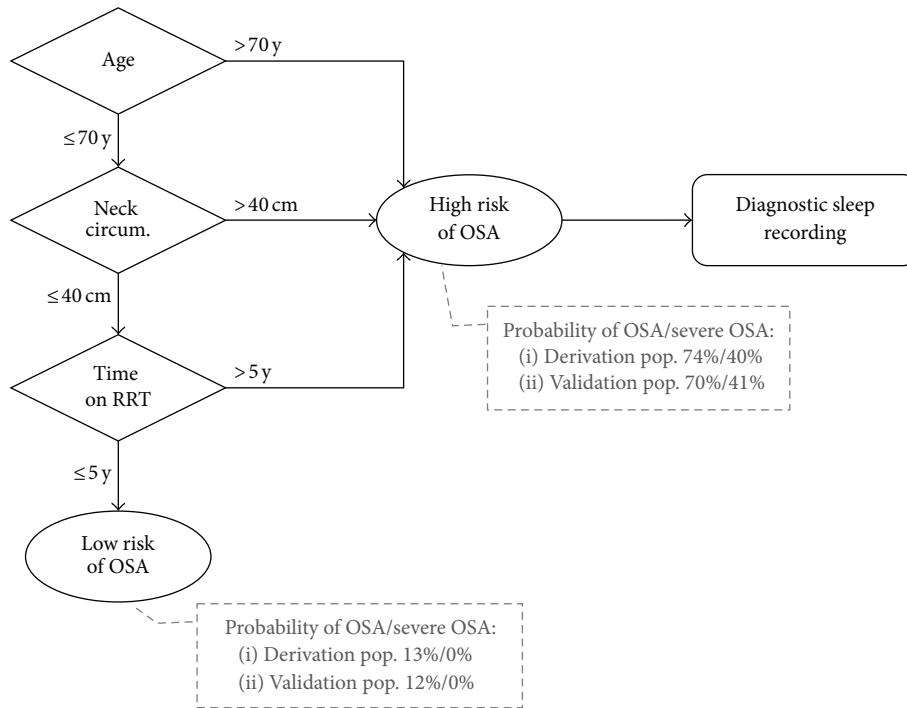 Age
>70 y
≤70 y
Neck
circum.
>40 cm
High risk
of OSA
Diagnostic sleep
recording
≤40 cm
Probability of OSA/severe OSA:
(i) Derivation pop. 74%/40%
(ii) Validation pop. 70%/41%
Time
on RRT
>5 y
≤5 y
Low risk
of OSA
Probability of OSA/severe OSA:
(i) Derivation pop. 13%/0%
(ii) Validation pop. 12%/0%